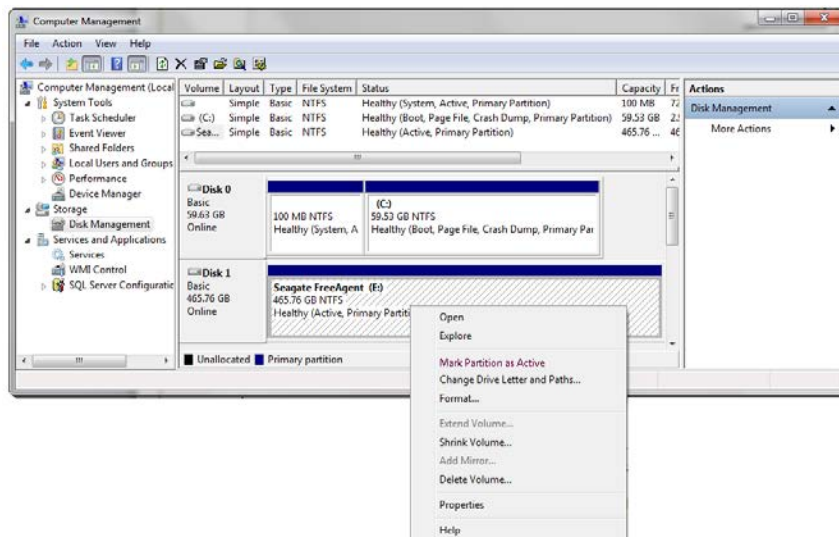 Computer Management
File Action View Help
Computer Management (Local
System Tools
Task Scheduler
Event Viewer
Shared Folders
Local Users and Groups
Performance
Device Manager
Storage
Disk Management
Services and Applications
Services
WMI Control
SQL Server Configuratic
Volume Layout Type File System Status Capacity Fr
Simple Basic NTFS Healthy (System, Active, Primary Partition) 100 MB 72
(C:) Simple Basic NTFS Healthy (Boot, Page File, Crash Dump, Primary Partition) 59.53 GB 2.
Sea... Simple Basic NTFS Healthy (Active, Primary Partition) 465.76 ... 46
Disk 0
Basic
59.63 GB
Online
100 MB NTFS
Healthy (System, A
(C:)
59.53 GB NTFS
Healthy (Boot, Page File, Crash Dump, Primary Par
Disk 1
Basic
465.76 GB
Online
Seagate FreeAgent (E:)
465.76 GB NTFS
Healthy (Active, Primary Partiti
Unallocated Primary partition
Actions
Disk Management
More Actions
Open
Explore
Mark Partition as Active
Change Drive Letter and Paths...
Format...
Extend Volume...
Shrink Volume...
Add Mirror...
Delete Volume...
Properties
Help